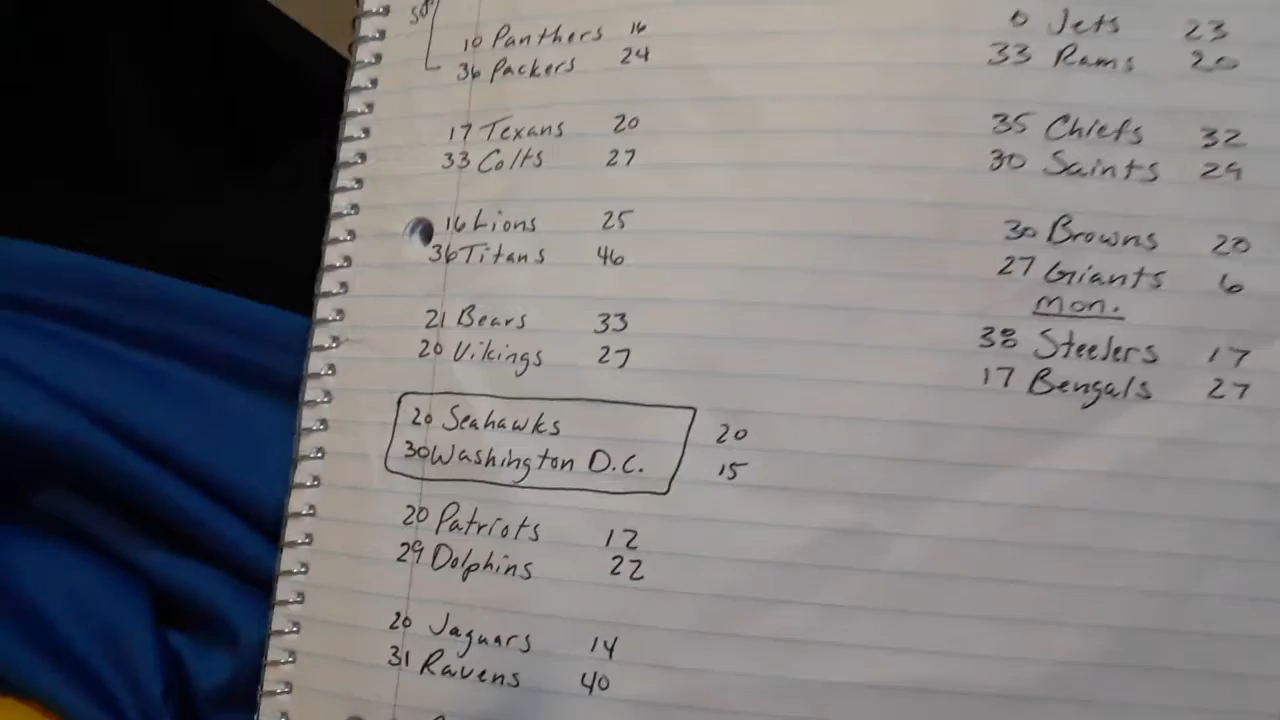 50
10 Panthers 16
36 Packers 24
17 Texans 20
33 Colts 27
16 Lions 25
36 Titans 46
21 Bears 33
20 Vikings 27
20 Seahawks 20
30 Washington D.C. 15
20 Patriots 12
29 Dolphins 22
20 Jaguars 14
31 Ravens 40
0 Jets 23
33 Rams 20
35 Chiefs 32
30 Saints 29
30 Browns 20
27 Giants 6
Mon.
38 Steelers 17
17 Bengals 27